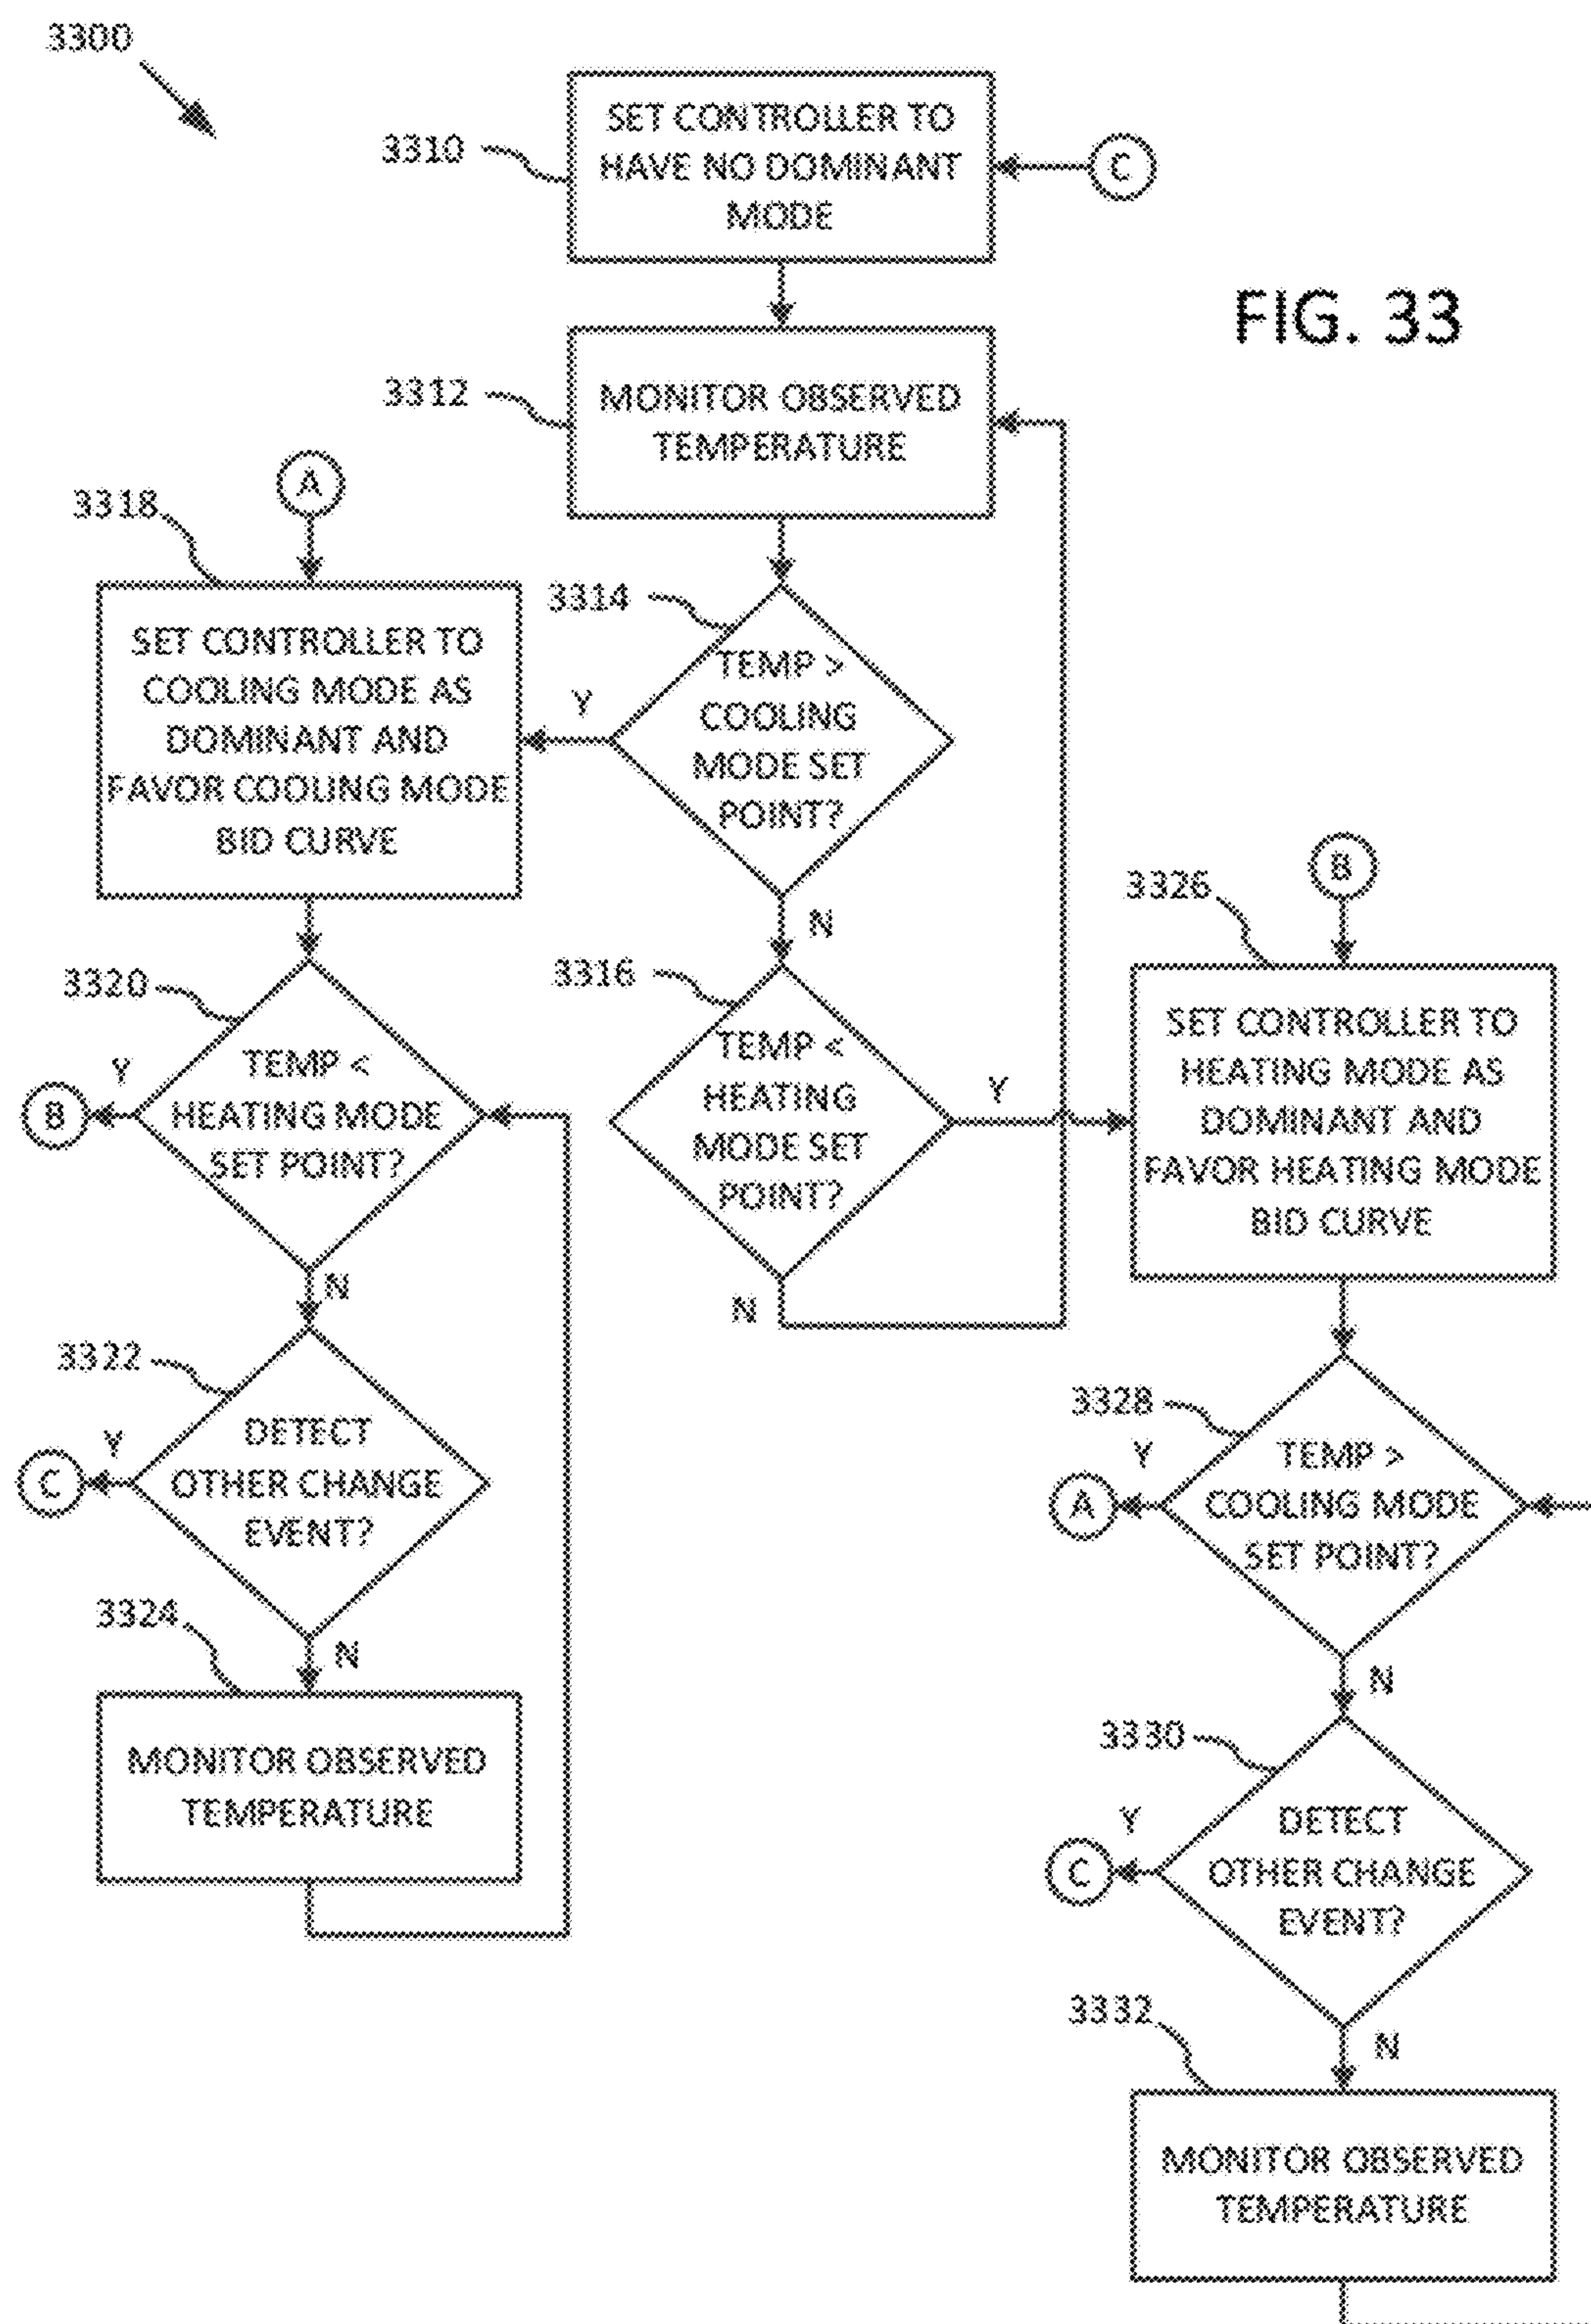 3300
3310
SET CONTROLLER TO
HAVE NO DOMINANT
MODE
C
FIG. 33
3312
MONITOR OBSERVED
TEMPERATURE
A
3318
SET CONTROLLER TO
COOLING MODE AS
DOMINANT AND
FAVOR COOLING MODE
BID CURVE
3314
TEMP >
COOLING
MODE SET
POINT?
Y
N
3316
TEMP <
HEATING
MODE SET
POINT?
Y
N
B
3326
SET CONTROLLER TO
HEATING MODE AS
DOMINANT AND
FAVOR HEATING MODE
BID CURVE
3320
TEMP <
HEATING MODE
SET POINT?
Y
B
N
3322
DETECT
OTHER CHANGE
EVENT?
Y
C
N
3324
MONITOR OBSERVED
TEMPERATURE
3328
TEMP >
COOLING MODE
SET POINT?
Y
A
N
3330
DETECT
OTHER CHANGE
EVENT?
Y
C
N
3332
MONITOR OBSERVED
TEMPERATURE